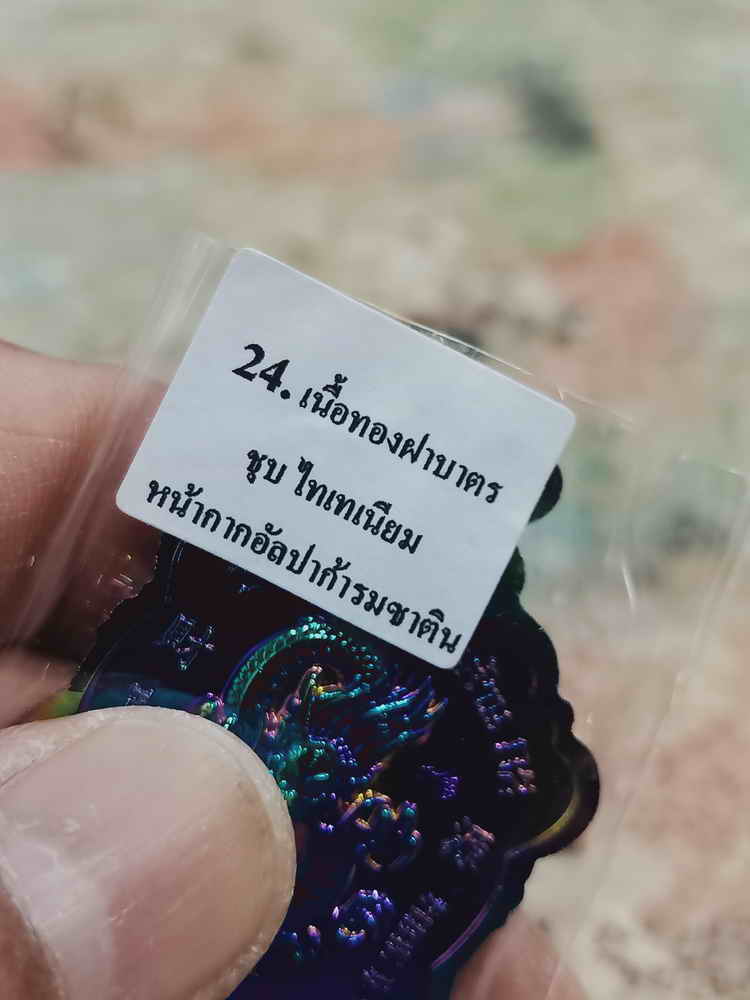 24. เนื้อทองฝาบาตร
ชุบ ไทเทเนียม
หน้ากากอัลปาก้ารมซาติน